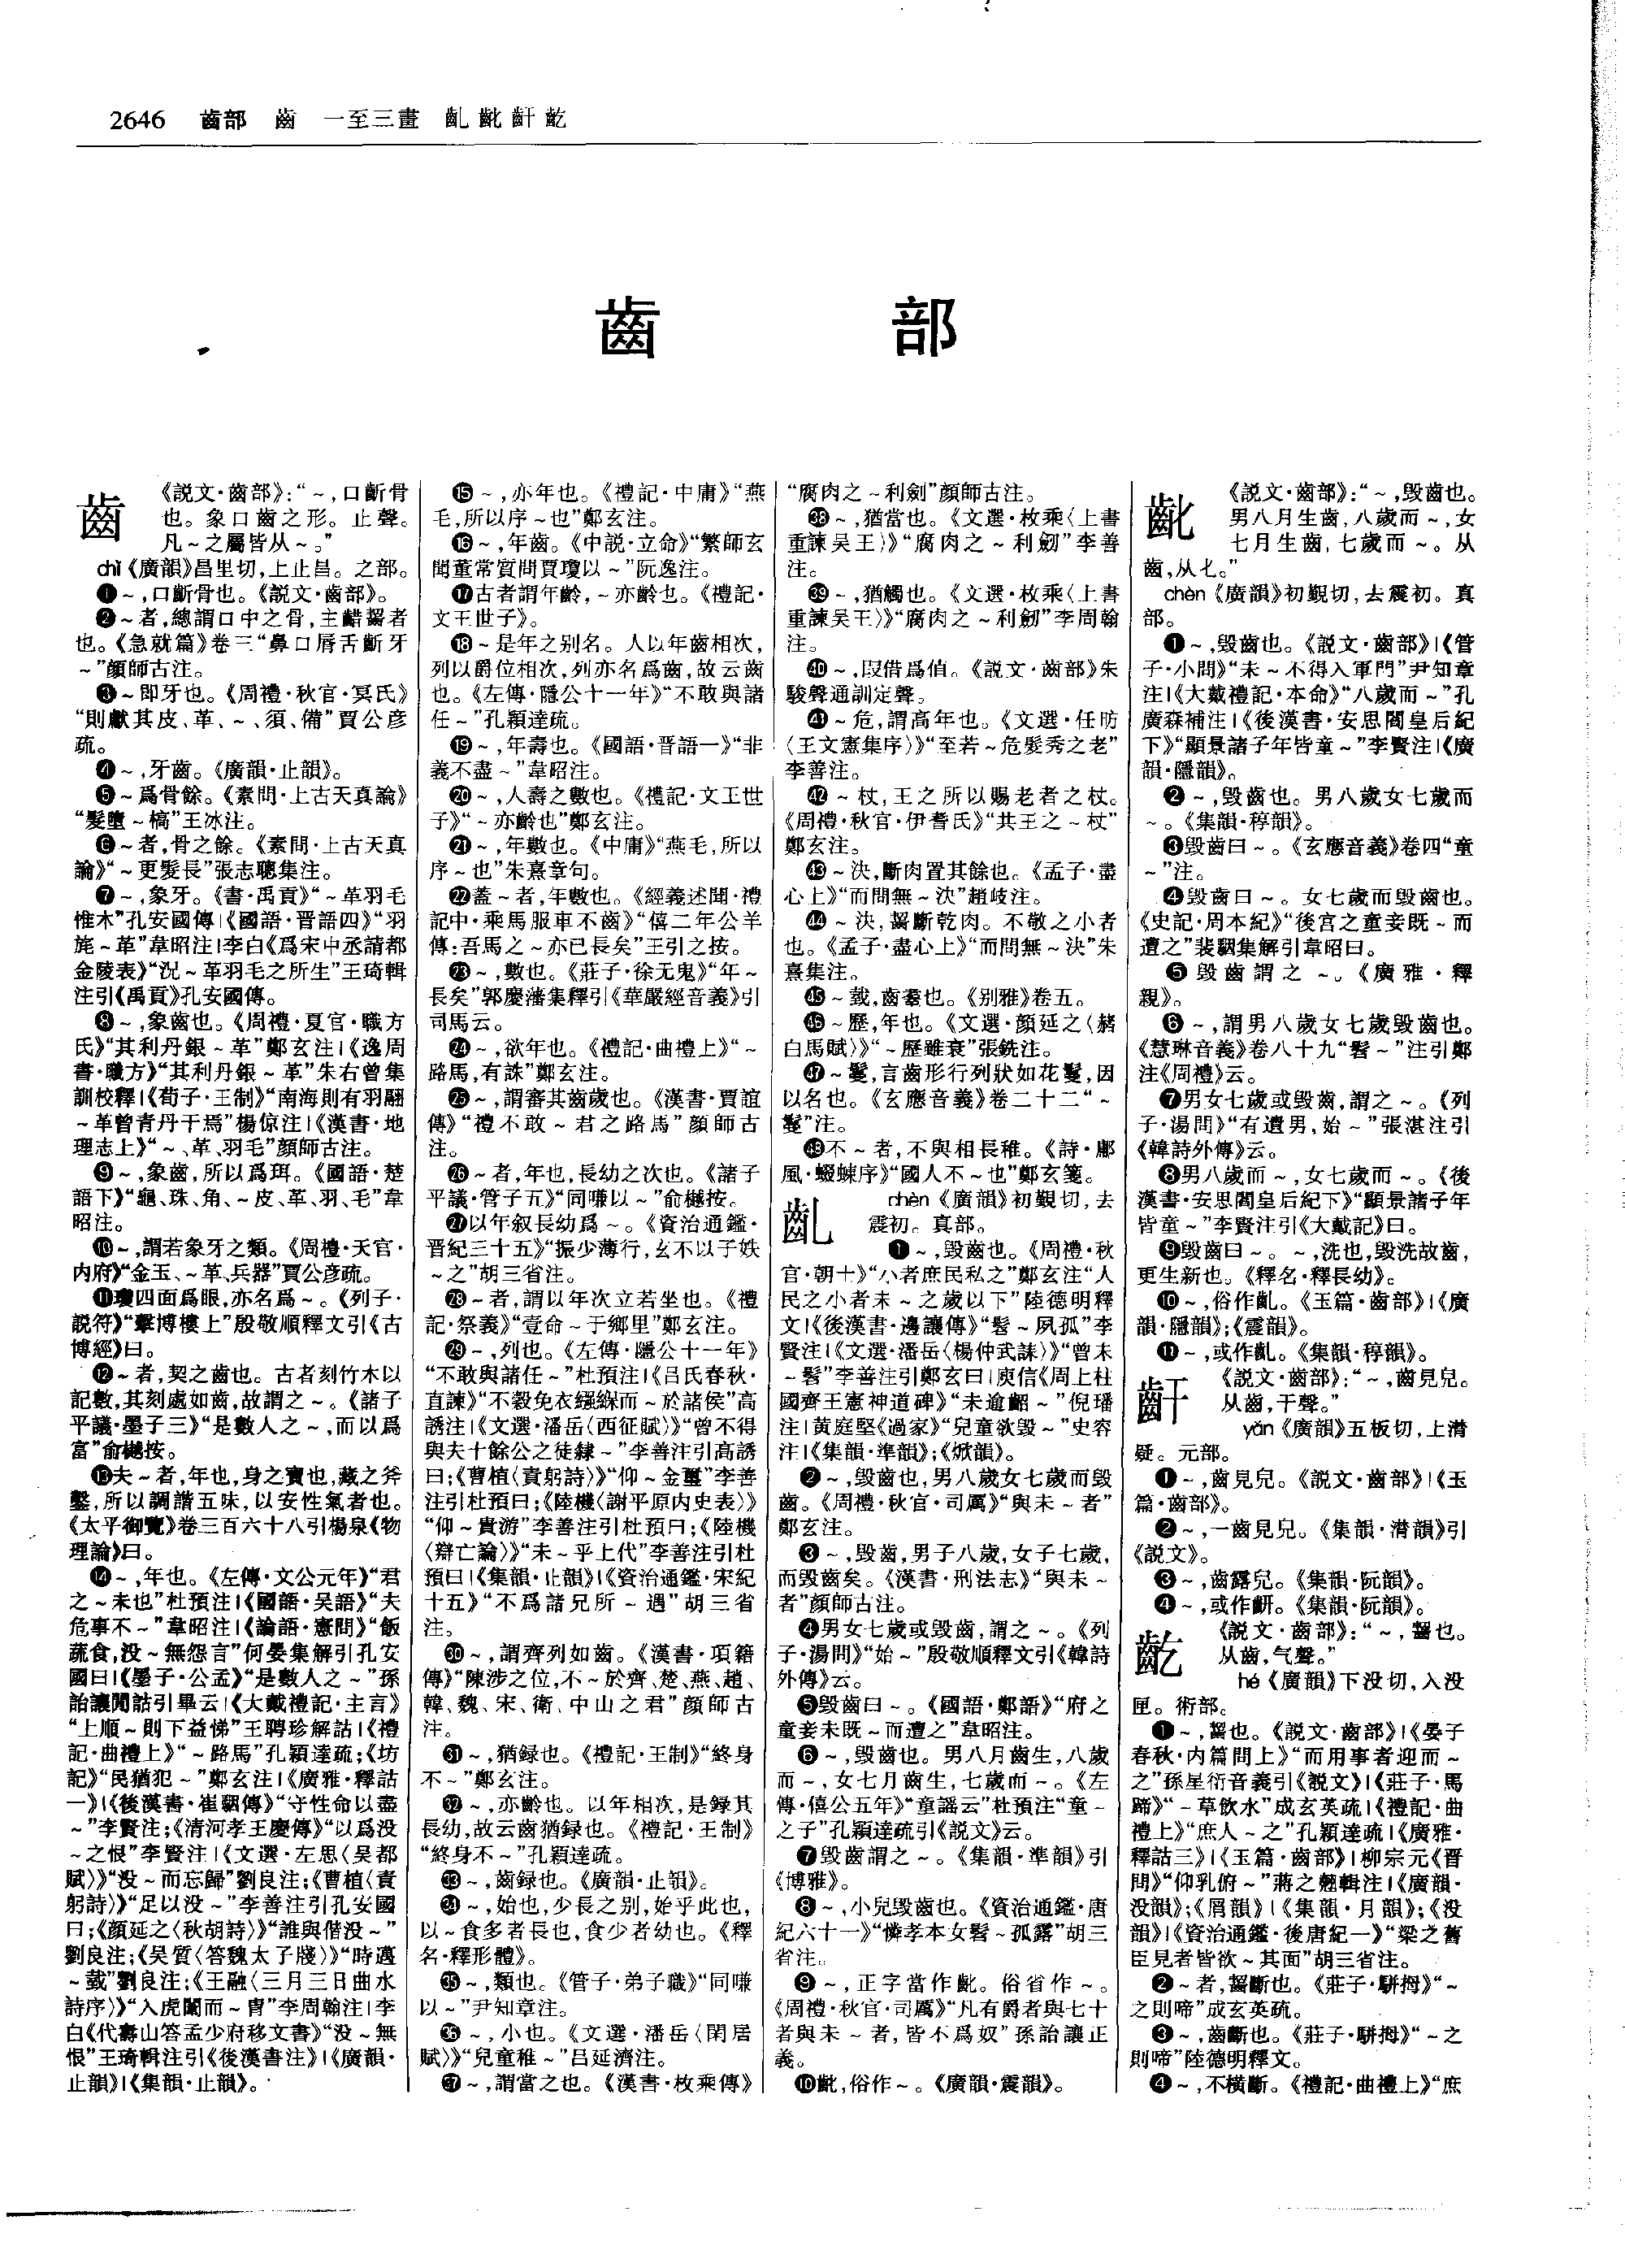 2646 齒部 齒 一至三畫 齓 齔 䶗 齕
齒 部
齒
《説文·齒部》：“～，口齗骨
也。象口齒之形。止聲。
凡～之屬皆从～。”
chǐ《廣韻》昌里切，上止昌。之部。
❶～，口齗骨也。《説文·齒部》。
❷～者，總謂口中之骨，主齰齧者
也。《急就篇》卷三“鼻口脣舌齗牙
～”顔師古注。
❸～即牙也。《周禮·秋官·冥氏》
“則獻其皮、革、～、須、備”賈公彦
疏。
❹～，牙齒。《廣韻·止韻》。
❺～爲骨餘。《素問·上古天真論》
“髮墮～槁”王冰注。
❻～者，骨之餘。《素問·上古天真
論》“～更髮長”張志聰集注。
❼～，象牙。《書·禹貢》“～革羽毛
惟木”孔安國傳|《國語·晋語四》“羽
旄～革”韋昭注|李白《爲宋中丞請都
金陵表》“況～革羽毛之所生”王琦輯
注引《禹貢》孔安國傳。
❽～，象齒也。《周禮·夏官·職方
氏》“其利丹銀～革”鄭玄注|《逸周
書·職方》“其利丹銀～革”朱右曾集
訓校釋|《荀子·王制》“南海則有羽翮
～革曾青丹干焉”楊倞注|《漢書·地
理志上》“～、革、羽毛”顔師古注。
❾～，象齒，所以爲珥。《國語·楚
語下》“龜、珠、角、～皮、革、羽、毛”韋
昭注。
❿～，謂若象牙之類。《周禮·天官·
内府》“金玉、～革、兵器”賈公彦疏。
⓫瓊四面爲眼，亦名爲～。《列子·
説符》“擊博樓上”殷敬順釋文引《古
博經》曰。
⓬～者，契之齒也。古者刻竹木以
記數，其刻處如齒，故謂之～。《諸子
平議·墨子三》“是數人之～，而以爲
富”俞樾按。
⓭夫～者，年也，身之寶也，藏之斧
鑿，所以調諧五味，以安性氣者也。
《太平御覽》卷三百六十八引楊泉《物
理論》曰。
⓮～，年也。《左傳·文公元年》“君
之～未也”杜預注|《國語·吴語》“夫
危事不～”韋昭注|《論語·憲問》“飯
疏食，没～無怨言”何晏集解引孔安
國曰|《墨子·公孟》“是數人之～”孫
詒讓閒詁引畢云|《大戴禮記·主言》
“上順～則下益悌”王聘珍解詁|《禮
記·曲禮上》“～路馬”孔穎達疏；《坊
記》“民猶犯～”鄭玄注|《廣雅·釋詁
一》|《後漢書·崔駰傳》“守性命以盡
～”李賢注；《清河孝王慶傳》“以爲没
～之恨”李賢注|《文選·左思〈吴都
賦〉》“没～而忘歸”劉良注；《曹植〈責
躬詩〉》“足以没～”李善注引孔安國
曰；《顔延之〈秋胡詩〉》“誰與偕没～”
劉良注；《吴質〈答魏太子牋〉》“時邁
～臷”劉良注；《王融〈三月三日曲水
詩序〉》“入虎闈而～胄”李周翰注|李
白《代壽山答孟少府移文書》“没～無
恨”王琦輯注引《後漢書注》|《廣韻·
止韻》|《集韻·止韻》。
⓯～，亦年也。《禮記·中庸》“燕
毛，所以序～也”鄭玄注。
⓰～，年齒。《中説·立命》“繁師玄
聞董常質問賈瓊以～”阮逸注。
⓱古者謂年齡，～亦齡也。《禮記·
文王世子》。
⓲～是年之别名。人以年齒相次，
列以爵位相次，列亦名爲齒，故云齒
也。《左傳·隱公十一年》“不敢與諸
任～”孔穎達疏。
⓳～，年壽也。《國語·晋語一》“非
義不盡～”韋昭注。
⓴～，人壽之數也。《禮記·文王世
子》“～亦齡也”鄭玄注。
㉑～，年數也。《中庸》“燕毛，所以
序～也”朱熹章句。
㉒蓋～者，年數也。《經義述聞·禮
記中·乘馬服車不齒》“僖二年公羊
傳：吾馬之～亦已長矣”王引之按。
㉓～，數也。《莊子·徐无鬼》“年～
長矣”郭慶藩集釋引《華嚴經音義》引
司馬云。
㉔～，欲年也。《禮記·曲禮上》“～
路馬，有誅”鄭玄注。
㉕～，謂審其齒歲也。《漢書·賈誼
傳》“禮不敢～君之路馬”顔師古
注。
㉖～者，年也，長幼之次也。《諸子
平議·管子五》“同嗛以～”俞樾按。
㉗以年叙長幼爲～。《資治通鑑·
晋紀三十五》“振少薄行，玄不以子姪
～之”胡三省注。
㉘～者，謂以年次立若坐也。《禮
記·祭義》“壹命～于鄉里”鄭玄注。
㉙～，列也。《左傳·隱公十一年》
“不敢與諸任～”杜預注|《吕氏春秋·
直諫》“不穀免衣繈緥而～於諸侯”高
誘注|《文選·潘岳〈西征賦〉》“曾不得
與夫十餘公之徒隸～”李善注引高誘
曰；《曹植〈責躬詩〉》“仰～金璽”李善
注引杜預曰；《陸機〈謝平原内史表〉》
“仰～貴游”李善注引杜預曰；《陸機
〈辯亡論〉》“未～乎上代”李善注引杜
預曰|《集韻·止韻》|《資治通鑑·宋紀
十五》“不爲諸兄所～遇”胡三省
注。
㉚～，謂齊列如齒。《漢書·項籍
傳》“陳涉之位，不～於齊、楚、燕、趙、
韓、魏、宋、衛、中山之君”顔師古
注。
㉛～，猶録也。《禮記·王制》“終身
不～”鄭玄注。
㉜～，亦齡也。以年相次，是録其
長幼，故云齒猶録也。《禮記·王制》
“終身不～”孔穎達疏。
㉝～，齒録也。《廣韻·止韻》。
㉞～，始也，少長之别，始乎此也，
以～食多者長也，食少者幼也。《釋
名·釋形體》。
㉟～，類也。《管子·弟子職》“同嗛
以～”尹知章注。
㊱～，小也。《文選·潘岳〈閑居
賦〉》“兒童稚～”吕延濟注。
㊲～，謂當之也。《漢書·枚乘傳》
“腐肉之～利劍”顔師古注。
㊳～，猶當也。《文選·枚乘〈上書
重諫吴王〉》“腐肉之～利劒”李善
注。
㊴～，猶觸也。《文選·枚乘〈上書
重諫吴王〉》“腐肉之～利劒”李周翰
注。
㊵～，叚借爲偫。《説文·齒部》朱
駿聲通訓定聲。
㊶～危，謂高年也。《文選·任昉
〈王文憲集序〉》“至若～危髮秀之老”
李善注。
㊷～杖，王之所以賜老者之杖。
《周禮·秋官·伊耆氏》“共王之～杖”
鄭玄注。
㊸～決，斷肉置其餘也。《孟子·盡
心上》“而問無～決”趙岐注。
㊹～決，齧斷乾肉。不敬之小者
也。《孟子·盡心上》“而問無～決”朱
熹集注。
㊺～臷，齒耋也。《别雅》卷五。
㊻～歷，年也。《文選·顔延之〈赭
白馬賦〉》“～歷雖衰”張銑注。
㊼～鬘，言齒形行列狀如花鬘，因
以名也。《玄應音義》卷二十二“～
鬘”注。
㊽不～者，不與相長稚。《詩·鄘
風·蝃蝀序》“國人不～也”鄭玄箋。
齓
chèn《廣韻》初覲切，去
震初。真部。
❶～，毁齒也。《周禮·秋
官·朝士》“小者庶民私之”鄭玄注“人
民之小者未～之歲以下”陸德明釋
文|《後漢書·邊讓傳》“髫～夙孤”李
賢注|《文選·潘岳〈楊仲武誄〉》“曾未
～髫”李善注引鄭玄曰|庾信《周上柱
國齊王憲神道碑》“未逾齠～”倪璠
注|黄庭堅《過家》“兒童欲毁～”史容
注|《集韻·準韻》；《焮韻》。
❷～，毁齒也，男八歲女七歲而毁
齒。《周禮·秋官·司厲》“與未～者”
鄭玄注。
❸～，毁齒，男子八歲，女子七歲，
而毁齒矣。《漢書·刑法志》“與未～
者”顔師古注。
❹男女七歲或毁齒，謂之～。《列
子·湯問》“始～”殷敬順釋文引《韓詩
外傳》云。
❺毁齒曰～。《國語·鄭語》“府之
童妾未既～而遭之”韋昭注。
❻～，毁齒也。男八月齒生，八歲
而～，女七月齒生，七歲而～。《左
傳·僖公五年》“童謡云”杜預注“童～
之子”孔穎達疏引《説文》云。
❼毁齒謂之～。《集韻·準韻》引
《博雅》。
❽～，小兒毁齒也。《資治通鑑·唐
紀六十一》“憐孝本女髫～孤露”胡三
省注。
❾～，正字當作齔。俗省作～。
《周禮·秋官·司厲》“凡有爵者與七十
者與未～者，皆不爲奴”孫詒讓正
義。
❿齔，俗作～。《廣韻·震韻》。
齔
《説文·齒部》：“～，毁齒也。
男八月生齒，八歲而～，女
七月生齒，七歲而～。从
齒，从七。”
chèn《廣韻》初覲切，去震初。真
部。
❶～，毁齒也。《説文·齒部》|《管
子·小問》“未～不得入軍門”尹知章
注|《大戴禮記·本命》“八歲而～”孔
廣森補注|《後漢書·安思閻皇后紀
下》“顯景諸子年皆童～”李賢注|《廣
韻·隱韻》。
❷～，毁齒也。男八歲女七歲而
～。《集韻·稕韻》。
❸毁齒曰～。《玄應音義》卷四“童
～”注。
❹毁齒曰～。女七歲而毁齒也。
《史記·周本紀》“後宫之童妾既～而
遭之”裴駰集解引韋昭曰。
❺毁齒謂之～。《廣雅·釋
親》。
❻～，謂男八歲女七歲毁齒也。
《慧琳音義》卷八十九“髫～”注引鄭
注《周禮》云。
❼男女七歲或毁齒，謂之～。《列
子·湯問》“有遺男，始～”張湛注引
《韓詩外傳》云。
❽男八歲而～，女七歲而～。《後
漢書·安思閻皇后紀下》“顯景諸子年
皆童～”李賢注引《大戴記》曰。
❾毁齒曰～。～，洗也，毁洗故齒，
更生新也。《釋名·釋長幼》。
❿～，俗作齓。《玉篇·齒部》|《廣
韻·隱韻》；《震韻》。
⓫～，或作齓。《集韻·稕韻》。
䶗
《説文·齒部》：“～，齒見皃。
从齒，干聲。”
yǎn《廣韻》五板切，上潸
疑。元部。
❶～，齒見皃。《説文·齒部》|《玉
篇·齒部》。
❷～，一齒見皃。《集韻·潸韻》引
《説文》。
❸～，齒露皃。《集韻·阮韻》。
❹～，或作齞。《集韻·阮韻》。
齕
《説文·齒部》：“～，齧也。
从齒，气聲。”
hé《廣韻》下没切，入没
匣。術部。
❶～，齧也。《説文·齒部》|《晏子
春秋·内篇問上》“而用事者迎而～
之”孫星衍音義引《説文》|《莊子·馬
蹄》“～草飲水”成玄英疏|《禮記·曲
禮上》“庶人～之”孔穎達疏|《廣雅·
釋詁三》|《玉篇·齒部》|柳宗元《晋
問》“仰乳俯～”蔣之翹輯注|《廣韻·
没韻》；《屑韻》|《集韻·月韻》；《没
韻》|《資治通鑑·後唐紀一》“梁之舊
臣見者皆欲～其面”胡三省注。
❷～者，齧斷也。《莊子·駢拇》“～
之則啼”成玄英疏。
❸～，齒斷也。《莊子·駢拇》“～之
則啼”陸德明釋文。
❹～，不横斷。《禮記·曲禮上》“庶